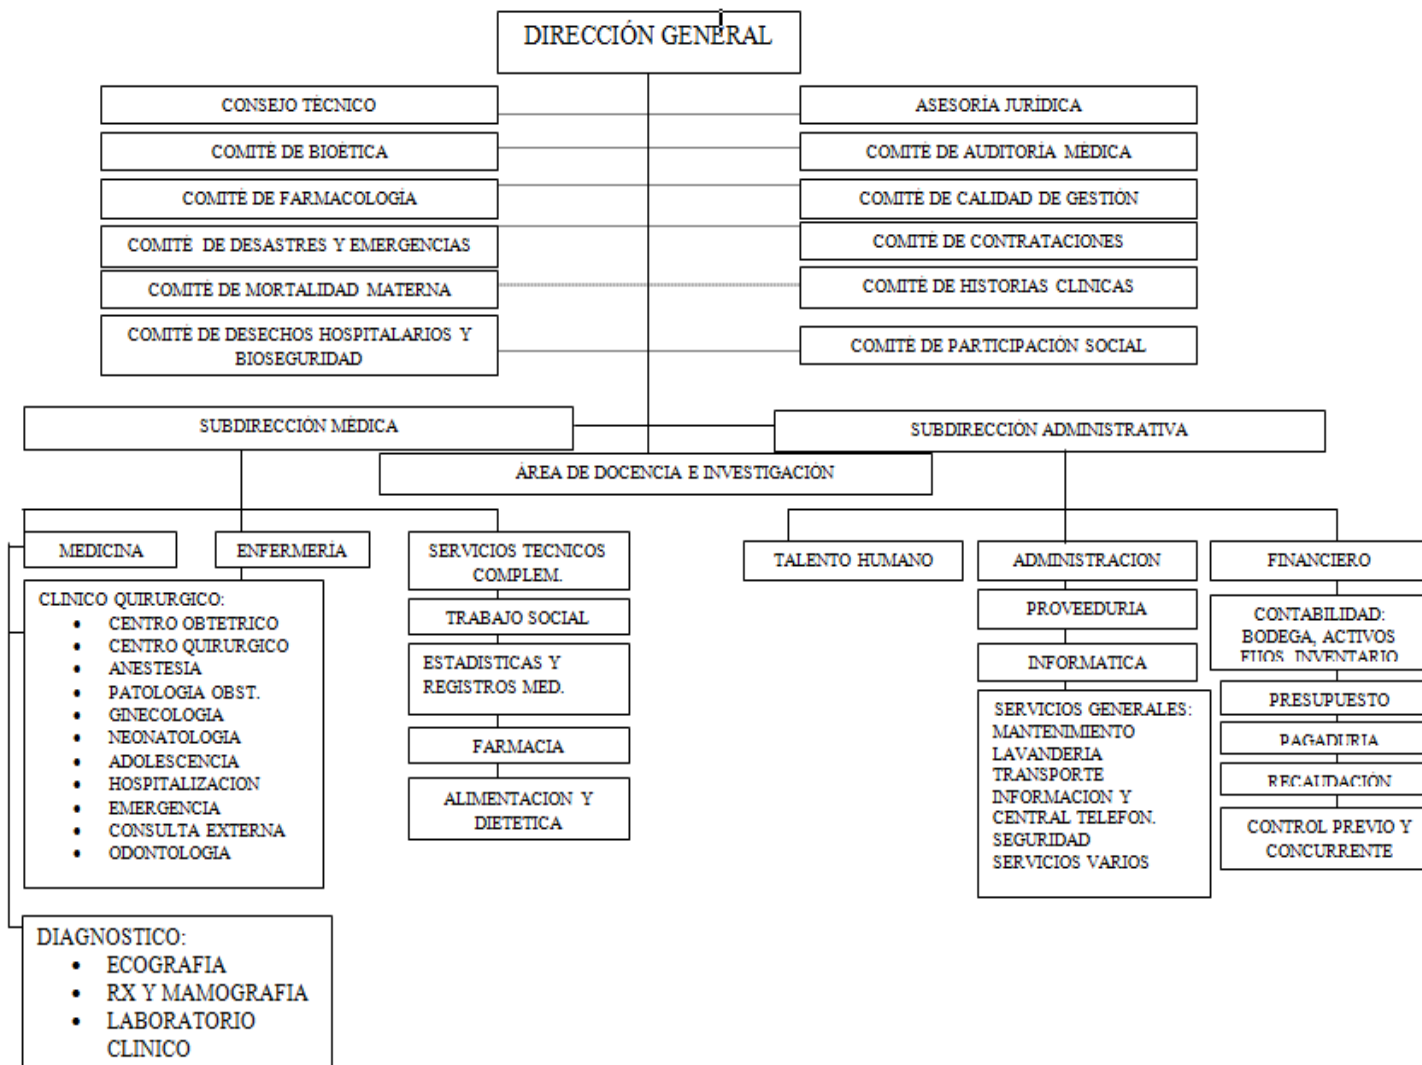 DIRECCIÓN GENERAL
CONSEJO TÉCNICO
ASESORÍA JURÍDICA
COMITÉ DE BIOÉTICA
COMITÉ DE AUDITORÍA MÉDICA
COMITÉ DE FARMACOLOGÍA
COMITÉ DE CALIDAD DE GESTIÓN
COMITÉ DE DESASTRES Y EMERGENCIAS
COMITÉ DE CONTRATACIONES
COMITÉ DE MORTALIDAD MATERNA
COMITÉ DE HISTORIAS CLINICAS
COMITÉ DE DESECHOS HOSPITALARIOS Y
BIOSEGURIDAD
COMITÉ DE PARTICIPACIÓN SOCIAL
SUBDIRECCIÓN MÉDICA
SUBDIRECCIÓN ADMINISTRATIVA
ÁREA DE DOCENCIA E INVESTIGACIÓN
MEDICINA
ENFERMERÍA
SERVICIOS TECNICOS
COMPLEM.
TALENTO HUMANO
ADMINISTRACION
FINANCIERO
CLINICO QUIRURGICO:
• CENTRO OBTETRICO
• CENTRO QUIRURGICO
• ANESTESIA
• PATOLOGIA OBST.
• GINECOLOGIA
• NEONATOLOGIA
• ADOLESCENCIA
• HOSPITALIZACION
• EMERGENCIA
• CONSULTA EXTERNA
• ODONTOLOGIA
TRABAJO SOCIAL
ESTADISTICAS Y
REGISTROS MED.
FARMACIA
ALIMENTACION Y
DIETETICA
PROVEEDURIA
INFORMATICA
SERVICIOS GENERALES:
MANTENIMIENTO
LAVANDERIA
TRANSPORTE
INFORMACION Y
CENTRAL TELEFON.
SEGURIDAD
SERVICIOS VARIOS
CONTABILIDAD:
BODEGA, ACTIVOS
FIJOS, INVENTARIO
PRESUPUESTO
PAGADURIA
RECAUDACIÓN
CONTROL PREVIO Y
CONCURRENTE
DIAGNOSTICO:
• ECOGRAFIA
• RX Y MAMOGRAFIA
• LABORATORIO
CLINICO